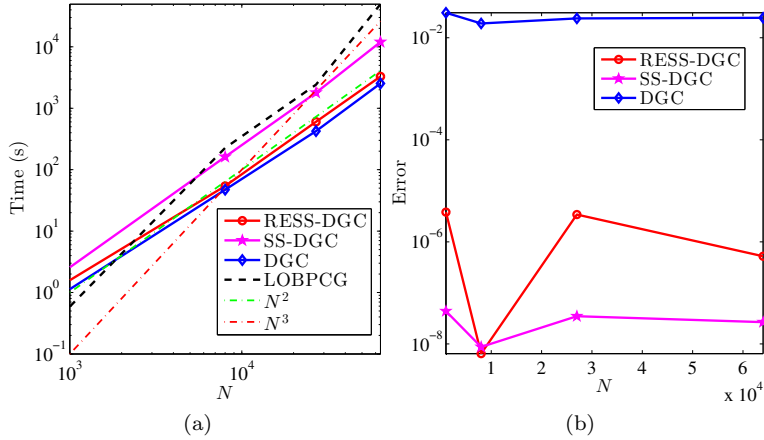 10^4
10^3
10^2
10^1
10^0
10^{-1}
Time (s)
RESS-DGC
SS-DGC
DGC
LOBPCG
N^2
N^3
10^3
10^4
N
(a)
10^{-2}
10^{-4}
10^{-6}
10^{-8}
Error
RESS-DGC
SS-DGC
DGC
1 2 3 4 5 6
N
x 10^4
(b)